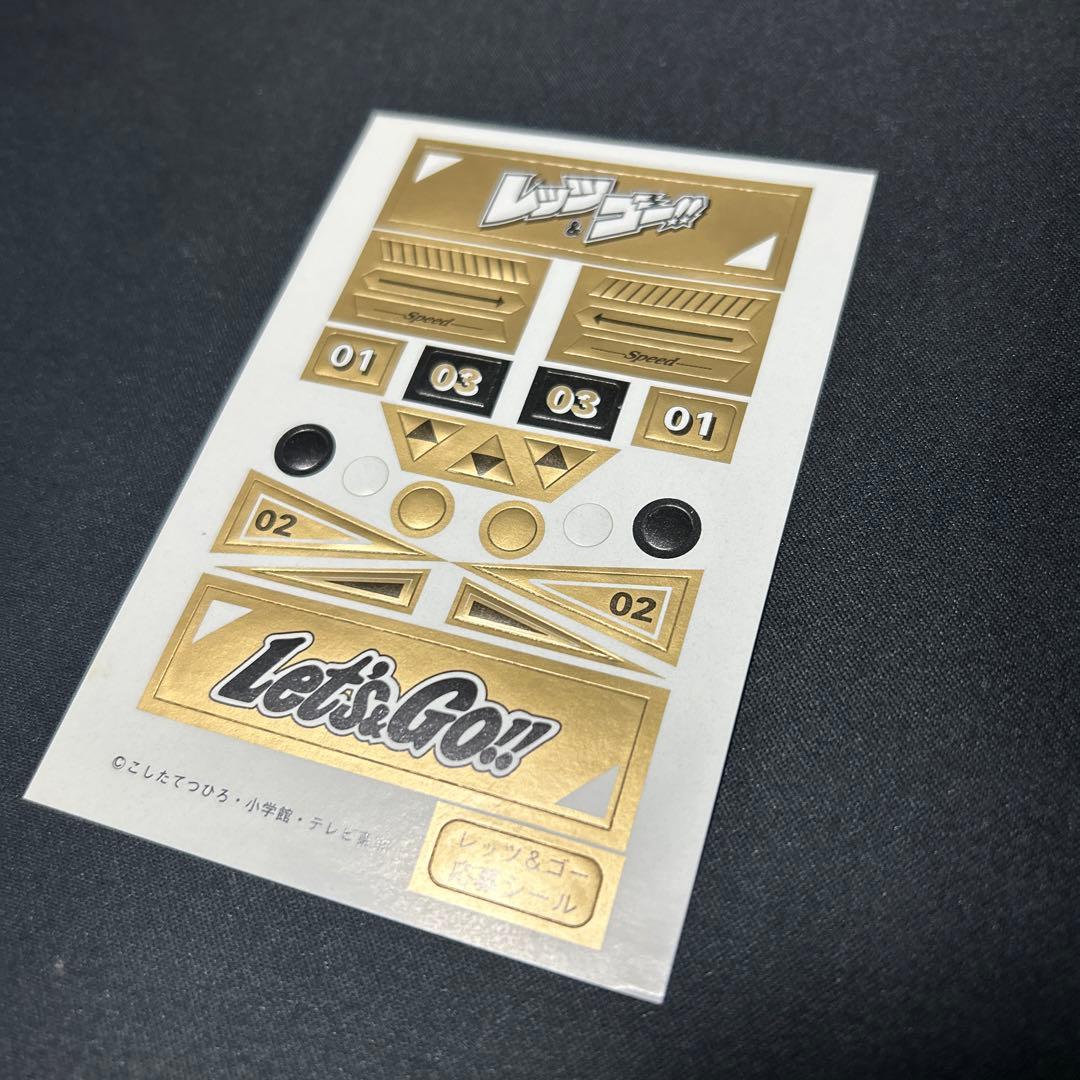 レッツ
&
ゴー!!
Speed
Speed
01
03
03
01
02
02
Let's&Go!!
©こしたてつひろ・小学館・テレビ東京
レッツ&ゴー
応募シール